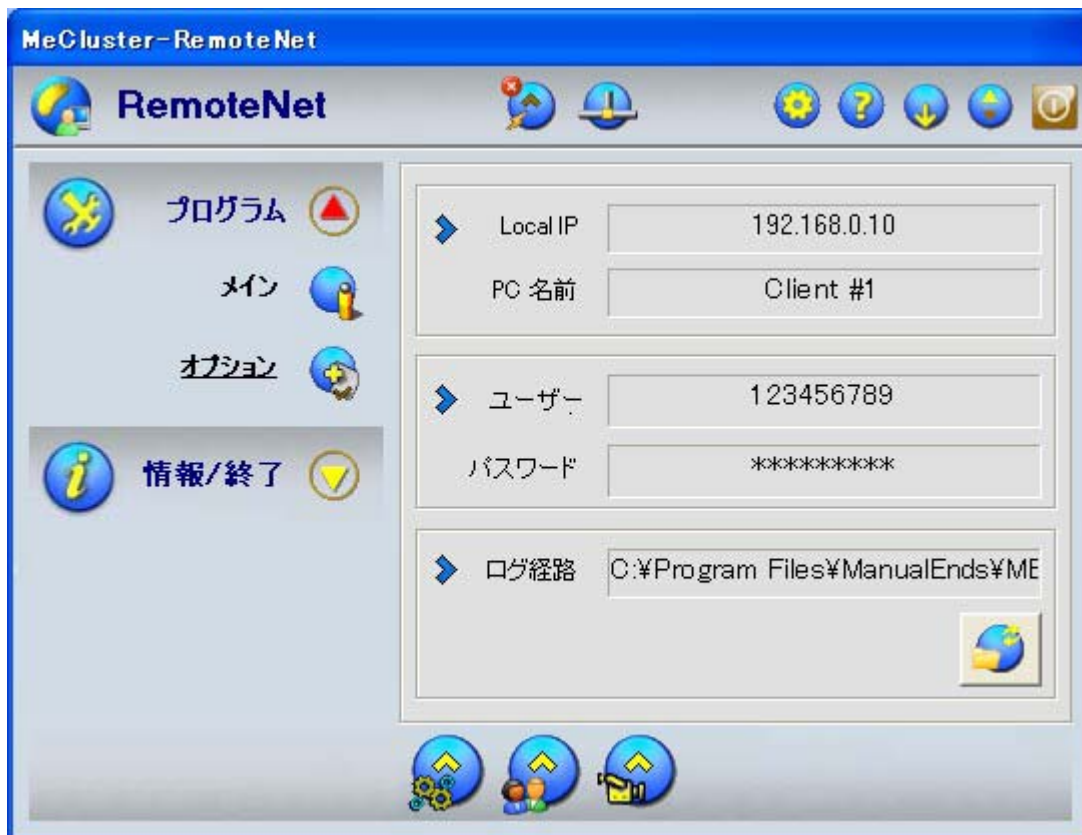 MeCluster-RemoteNet
RemoteNet
プログラム
メイン
オプション
情報/終了
Local IP 192.168.0.10
PC 名前 Client #1
ユーザー 123456789
パスワード *********
ログ経路 C:¥Program Files¥ManualEnds¥ME